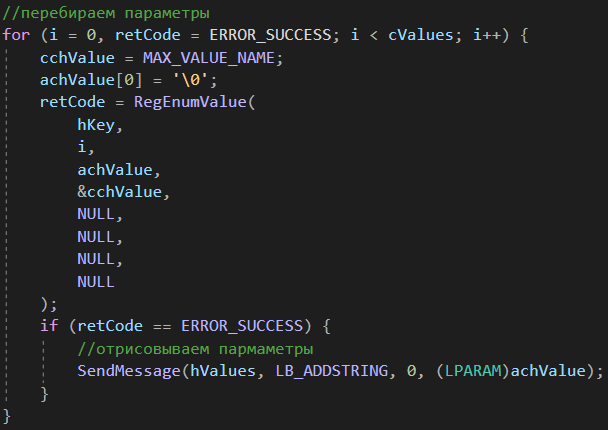 //перебираем параметры
for (i = 0, retCode = ERROR_SUCCESS; i < cValues; i++) {
cchValue = MAX_VALUE_NAME;
achValue[0] = '\0';
retCode = RegEnumValue(
hKey,
i,
achValue,
&cchValue,
NULL,
NULL,
NULL,
NULL
);
if (retCode == ERROR_SUCCESS) {
//отрисовываем пармаметры
SendMessage(hValues, LB_ADDSTRING, 0, (LPARAM)achValue);
}
}